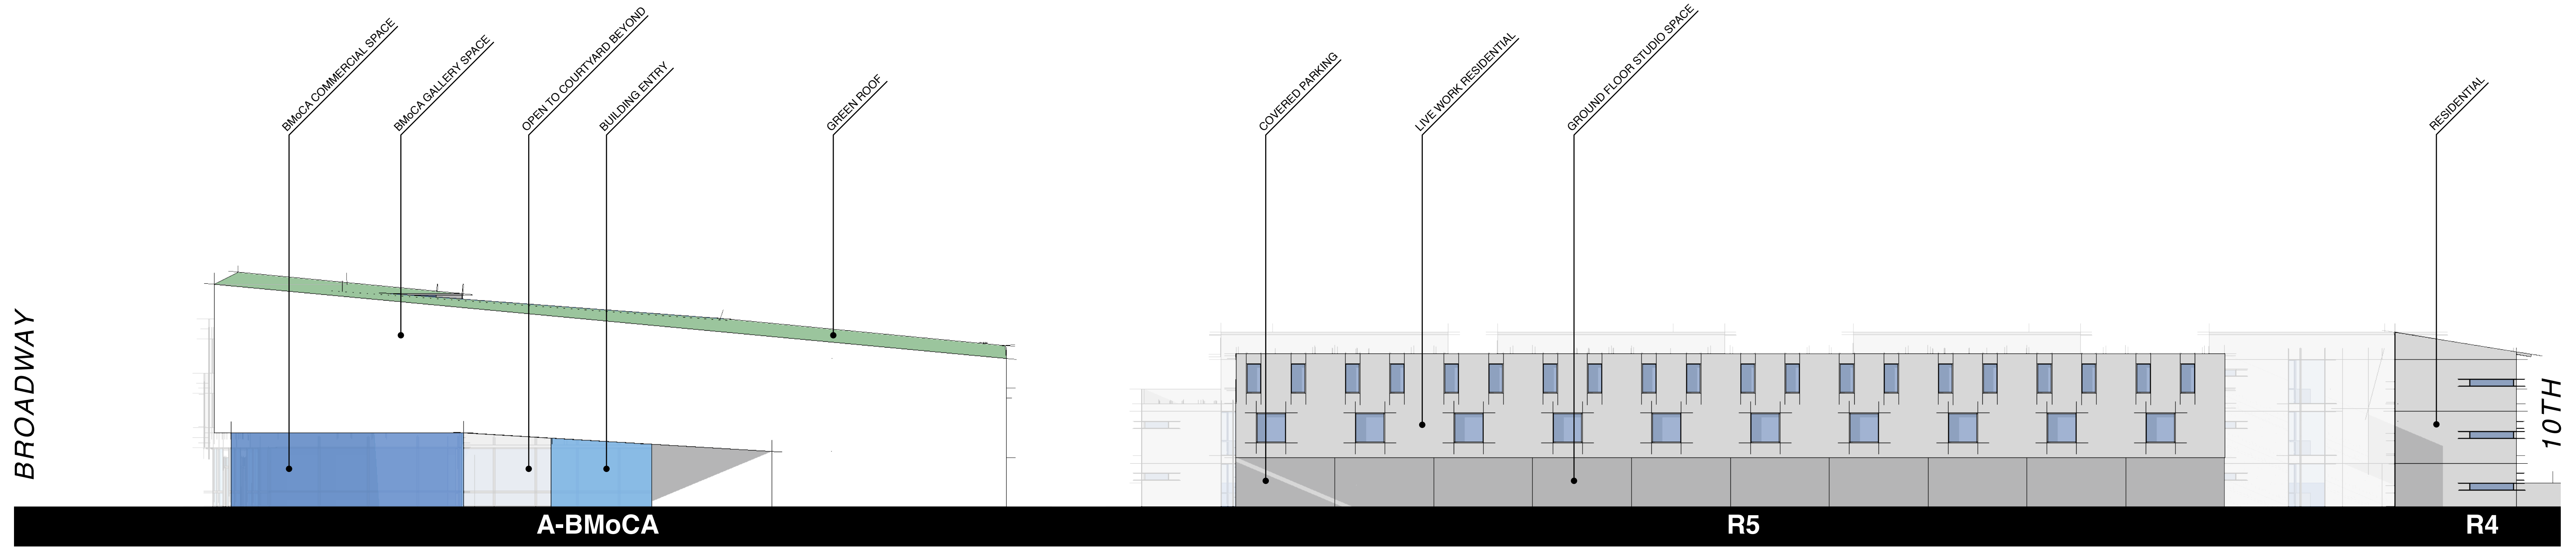 BMoCA COMMERCIAL SPACE
BMoCA GALLERY SPACE
OPEN TO COURTYARD BEYOND
BUILDING ENTRY
GREEN ROOF
COVERED PARKING
LIVE WORK RESIDENTIAL
GROUND FLOOR STUDIO SPACE
RESIDENTIAL
BROADWAY
10TH
A-BMoCA
R5
R4